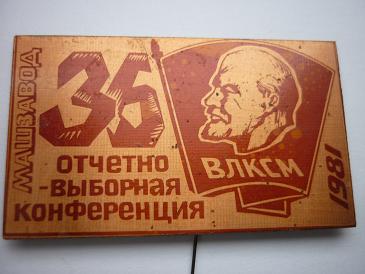 МАШЗАВОД
35
ОТЧЕТНО
-ВЫБОРНАЯ
КОНФЕРЕНЦИЯ
ВЛКСМ
1981